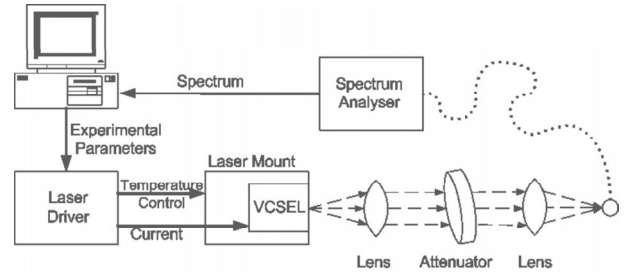 Spectrum
Spectrum
Analyser
Experimental
Parameters
Laser Mount
Laser
Driver
Temperature
Control
VCSEL
Current
Lens
Attenuator
Lens